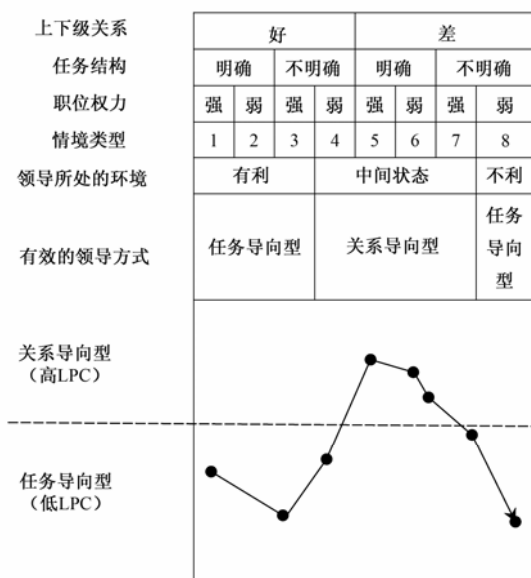 上下级关系 好 差
任务结构 明确 不明确 明确 不明确
职位权力 强 弱 强 弱 强 弱 强 弱
情境类型 1 2 3 4 5 6 7 8
领导所处的环境 有利 中间状态 不利
有效的领导方式 任务导向型 关系导向型 任务
导向
型
关系导向型
（高LPC）
任务导向型
（低LPC）